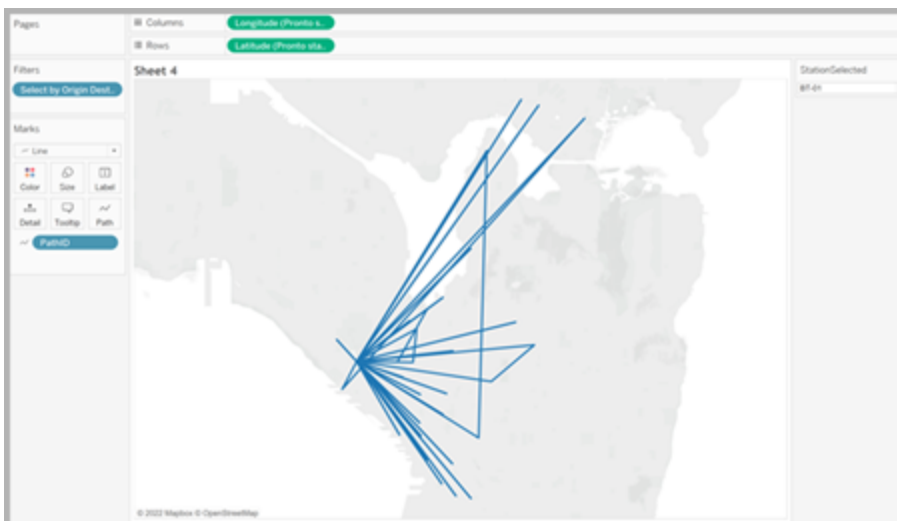 Pages
Columns
Longitude (Pronto s..
Rows
Latitude (Pronto sta..
Filters
Select by Origin Dest..
Marks
Line
Color
Size
Label
Detail
Tooltip
Path
PathID
Sheet 4
© 2022 Mapbox © OpenStreetMap
StationSelected
BT-01